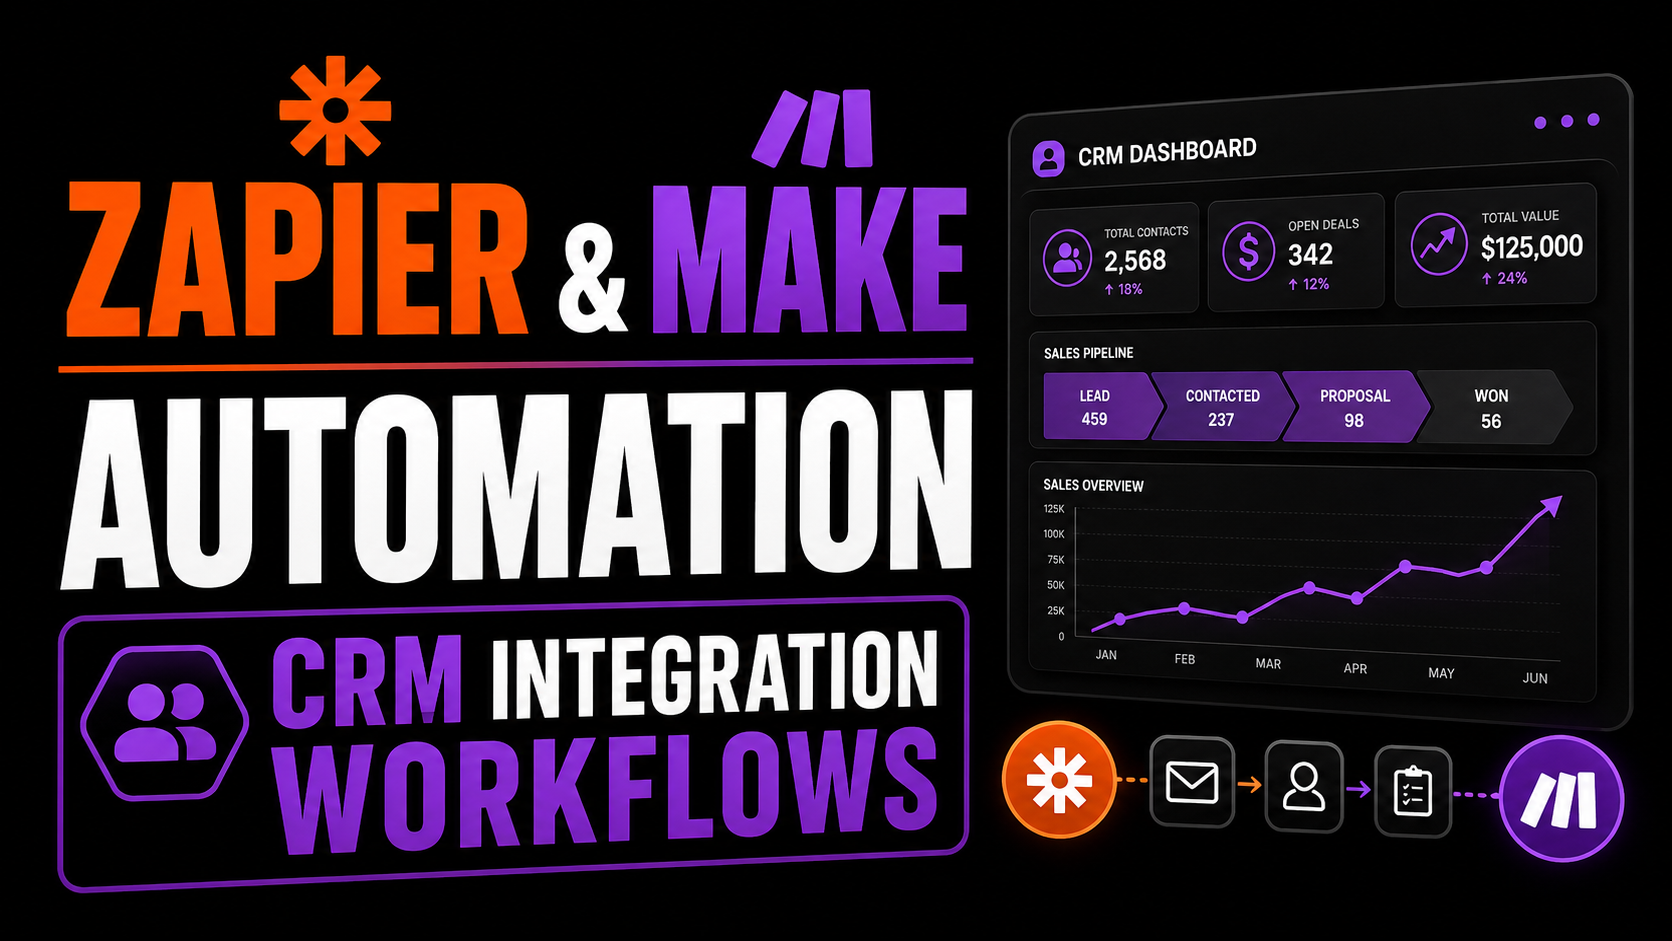 ZAPIER & MAKE
AUTOMATION
CRM INTEGRATION
WORKFLOWS
CRM DASHBOARD
TOTAL CONTACTS
2,568
↑ 18%
OPEN DEALS
342
↑ 12%
TOTAL VALUE
$125,000
↑ 24%
SALES PIPELINE
LEAD
459
CONTACTED
237
PROPOSAL
98
WON
56
SALES OVERVIEW
125K
100K
75K
50K
25K
0
JAN FEB MAR APR MAY JUN